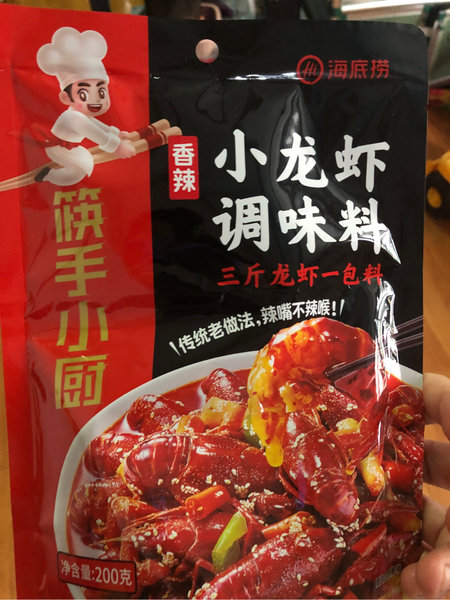 Hi 海底捞
香辣
小龙虾
调味料
三斤龙虾一包料
传统老做法,辣嘴不辣喉!
筷手小厨
净含量:200克